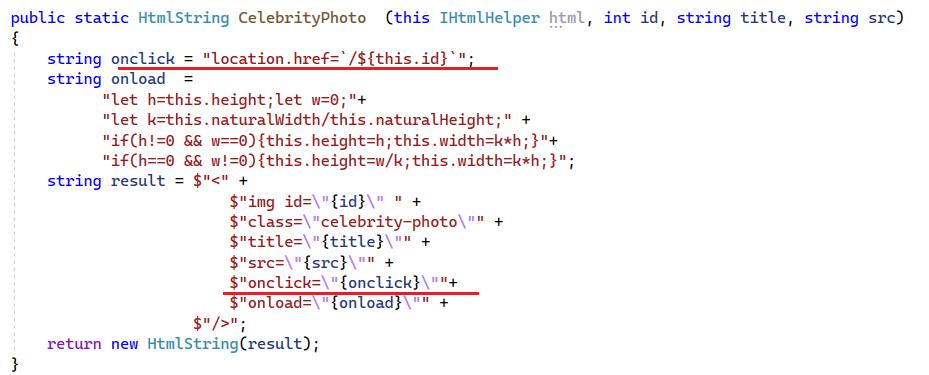 public static HtmlString CelebrityPhoto  (this IHtmlHelper html, int id, string title, string src)
{
    string onclick = "location.href=`/${this.id}`";
    string onload  =
          "let h=this.height;let w=0;"+
          "let k=this.naturalWidth/this.naturalHeight;" +
          "if(h!=0 && w==0){this.height=h;this.width=k*h;}"+
          "if(h==0 && w!=0){this.height=w/k;this.width=k*h;}";
    string result = $"<" +
                        $"img id=\"{id}\" " +
                        $"class=\"celebrity-photo\"" +
                        $"title=\"{title}\"" +
                        $"src=\"{src}\"" +
                        $"onclick=\"{onclick}\""+
                        $"onload=\"{onload}\"" +
                    $"/>";
    return new HtmlString(result);
}